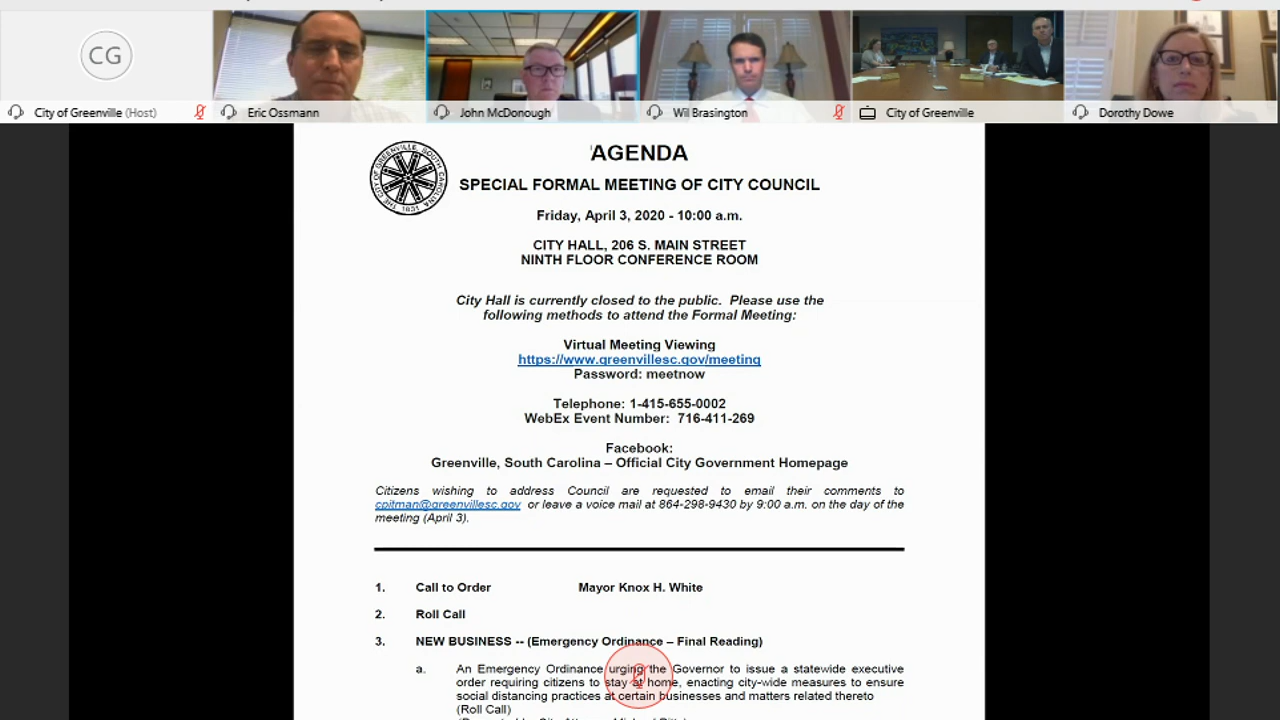 CG
City of Greenville (Host)
Eric Ossmann
John McDonough
Wil Brasington
City of Greenville
Dorothy Dowe
THE CITY OF GREENVILLE, SOUTH CAROLINA
1831
'AGENDA
SPECIAL FORMAL MEETING OF CITY COUNCIL
Friday, April 3, 2020 - 10:00 a.m.
CITY HALL, 206 S. MAIN STREET
NINTH FLOOR CONFERENCE ROOM
City Hall is currently closed to the public. Please use the
following methods to attend the Formal Meeting:
Virtual Meeting Viewing
https://www.greenvillesc.gov/meeting
Password: meetnow
Telephone: 1-415-655-0002
WebEx Event Number: 716-411-269
Facebook:
Greenville, South Carolina – Official City Government Homepage
Citizens wishing to address Council are requested to email their comments to
cpitman@greenvillesc.gov or leave a voice mail at 864-298-9430 by 9:00 a.m. on the day of the
meeting (April 3).
1. Call to Order Mayor Knox H. White
2. Roll Call
3. NEW BUSINESS -- (Emergency Ordinance – Final Reading)
a. An Emergency Ordinance urging the Governor to issue a statewide executive
order requiring citizens to stay at home, enacting city-wide measures to ensure
social distancing practices at certain businesses and matters related thereto
(Roll Call)